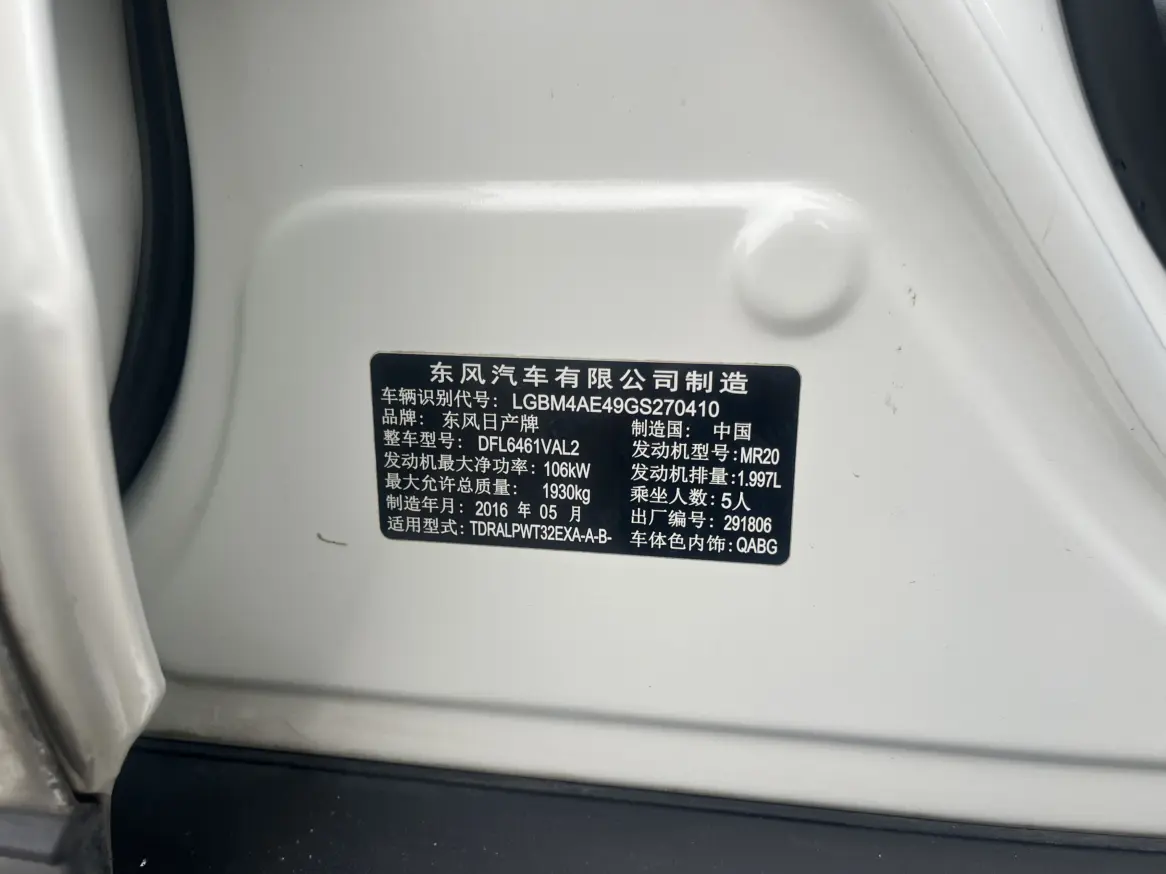 东风汽车有限公司制造
车辆识别代号: LGBM4AE49GS270410
品牌: 东风日产牌 制造国: 中国
整车型号: DFL6461VAL2 发动机型号:MR20
发动机最大净功率: 106kW 发动机排量:1.997L
最大允许总质量: 1930kg 乘坐人数: 5人
制造年月: 2016 年 05 月 出厂编号: 291806
适用型式: TDRALPWT32EXA-A-B- 车体色内饰:QABG